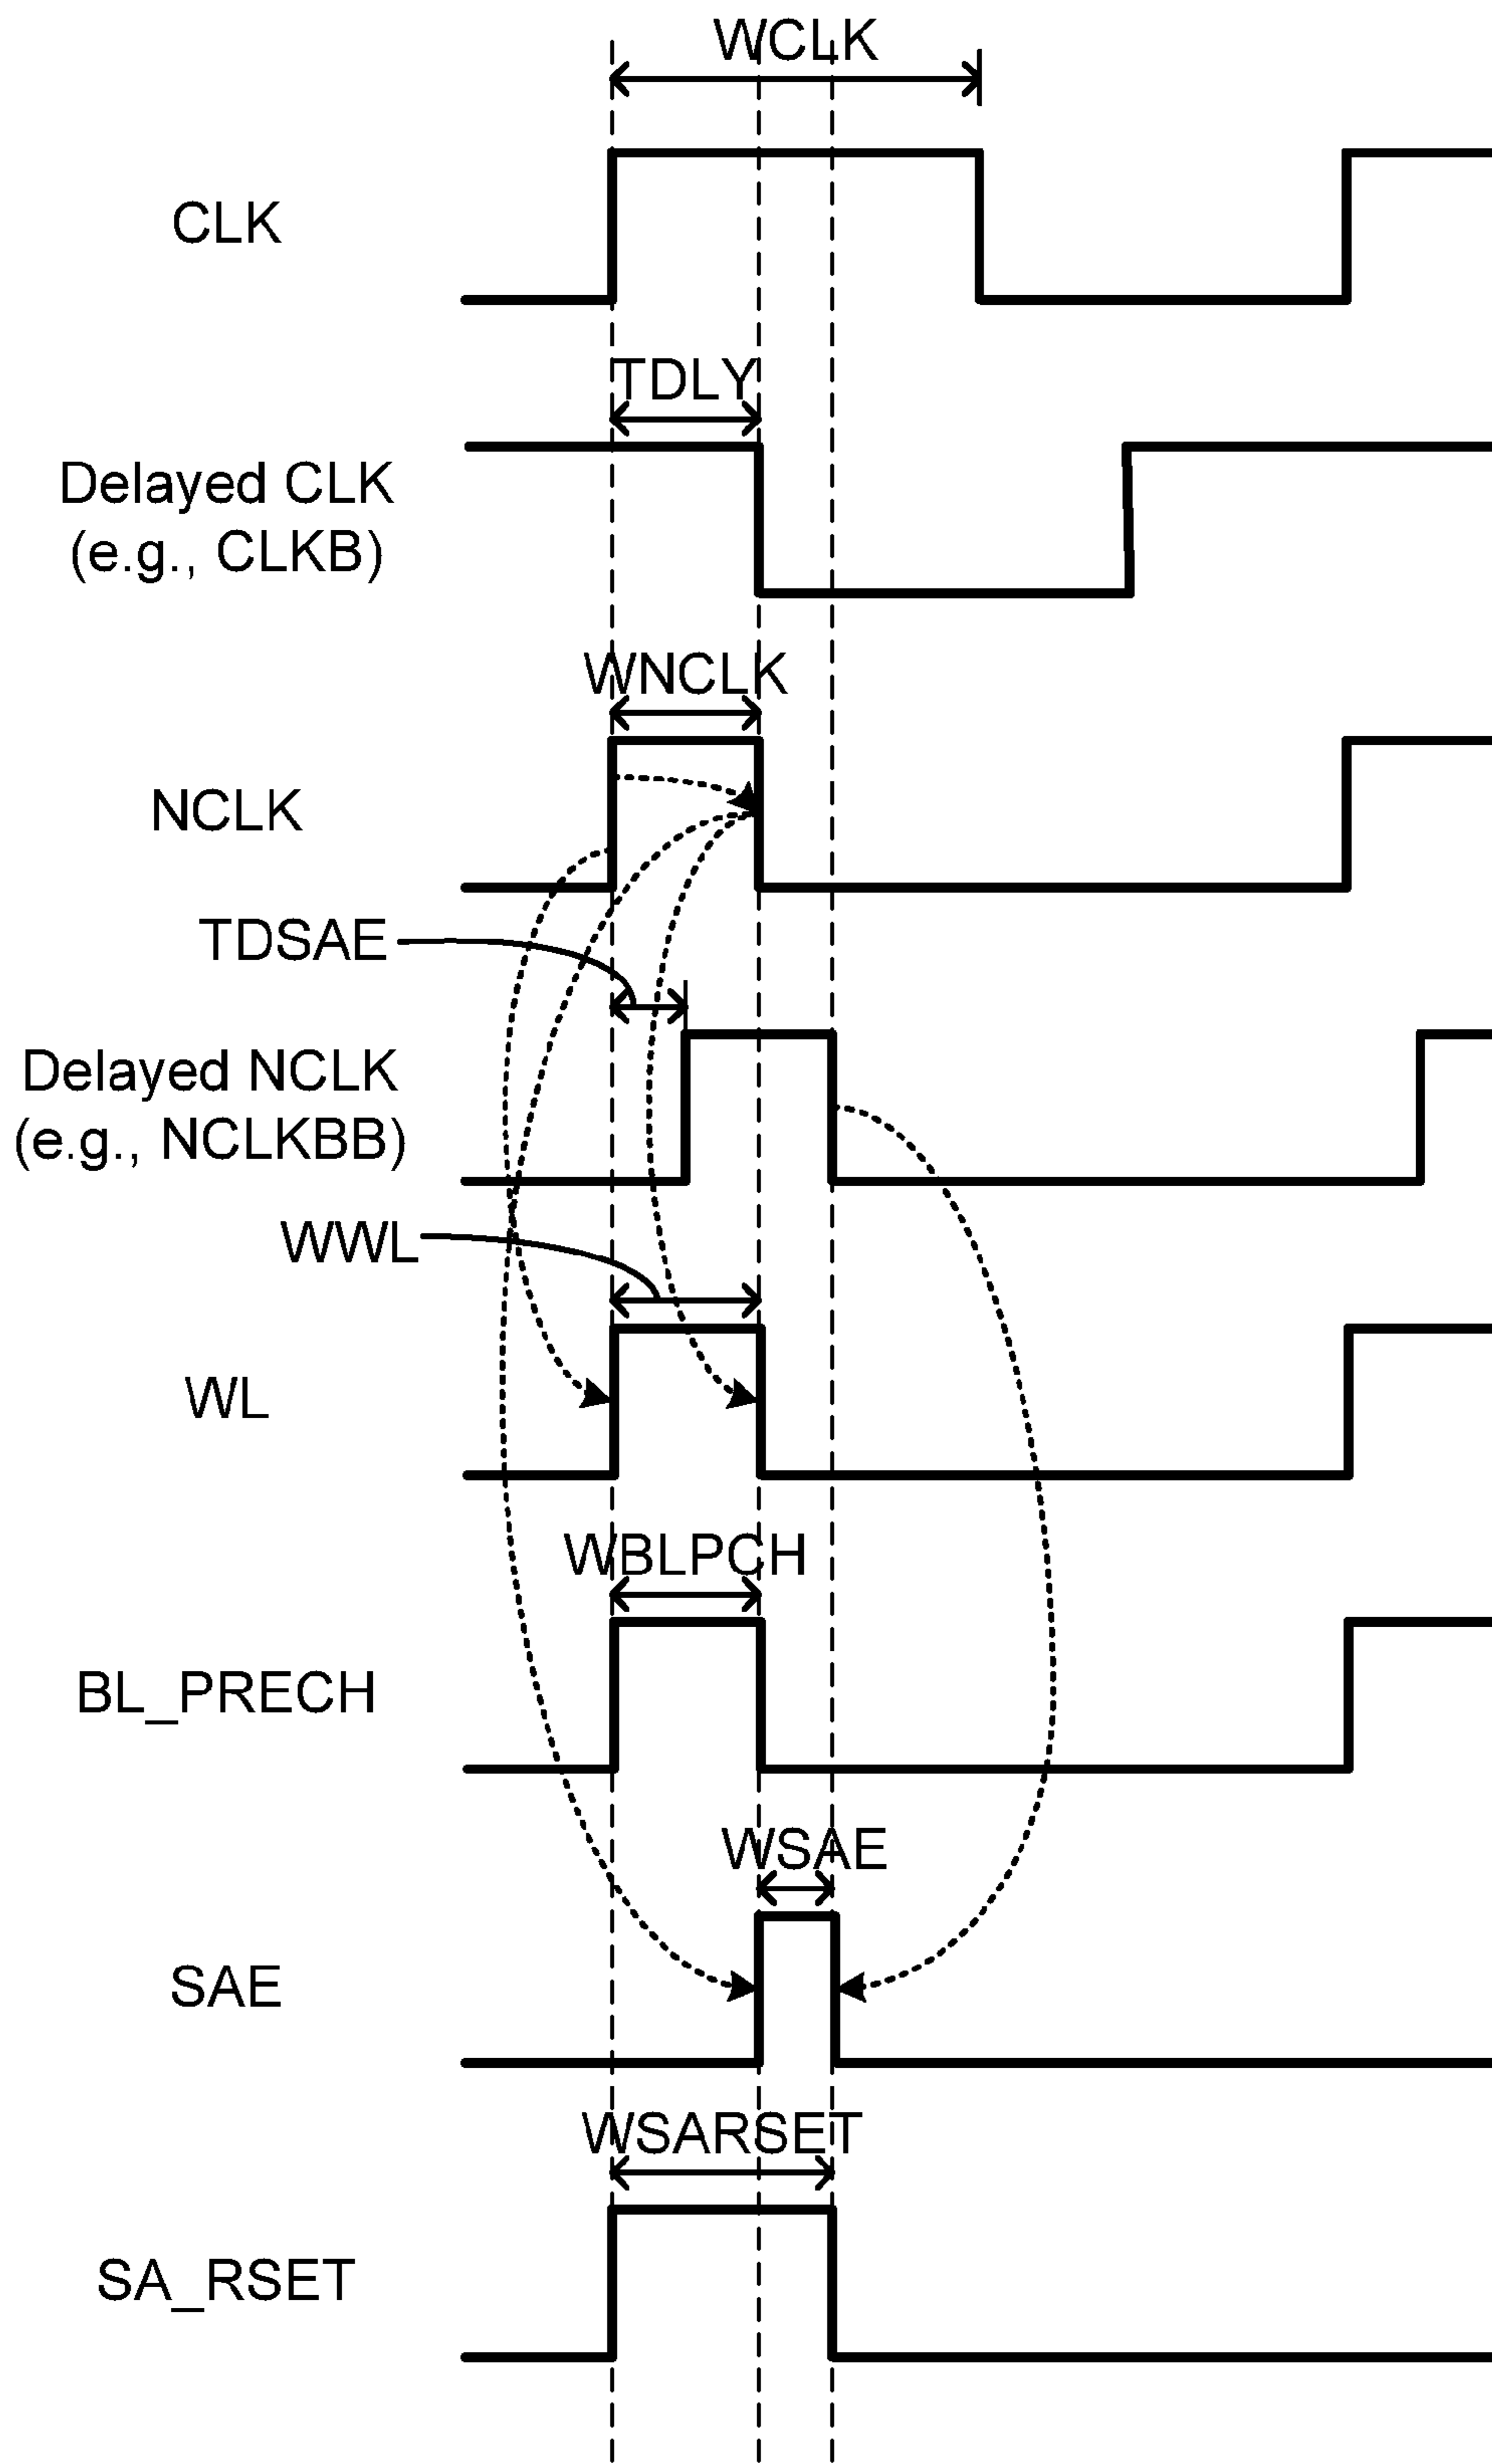 WCLK
CLK
TDLY
Delayed CLK
(e.g., CLKB)
WNCLK
NCLK
TDSAE
Delayed NCLK
(e.g., NCLKBB)
WWL
WL
WBLPCH
BL_PRECH
WSAE
SAE
WSARSET
SA_RSET